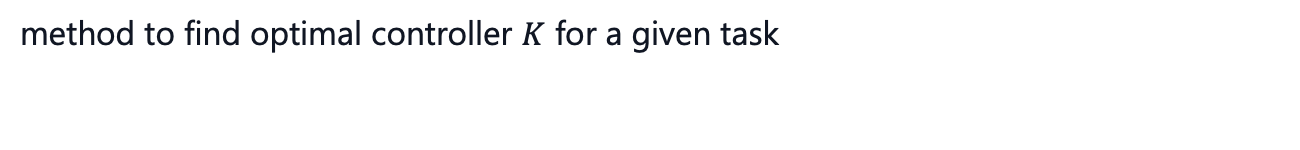 method to find optimal controller K for a given task